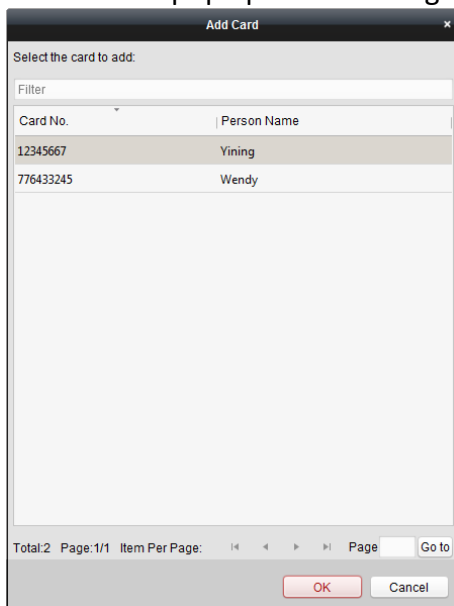 Add Card ×
Select the card to add:
Filter
Card No. Person Name
12345667 Yining
776433245 Wendy
Total:2 Page:1/1 Item Per Page: Page Go to
OK Cancel